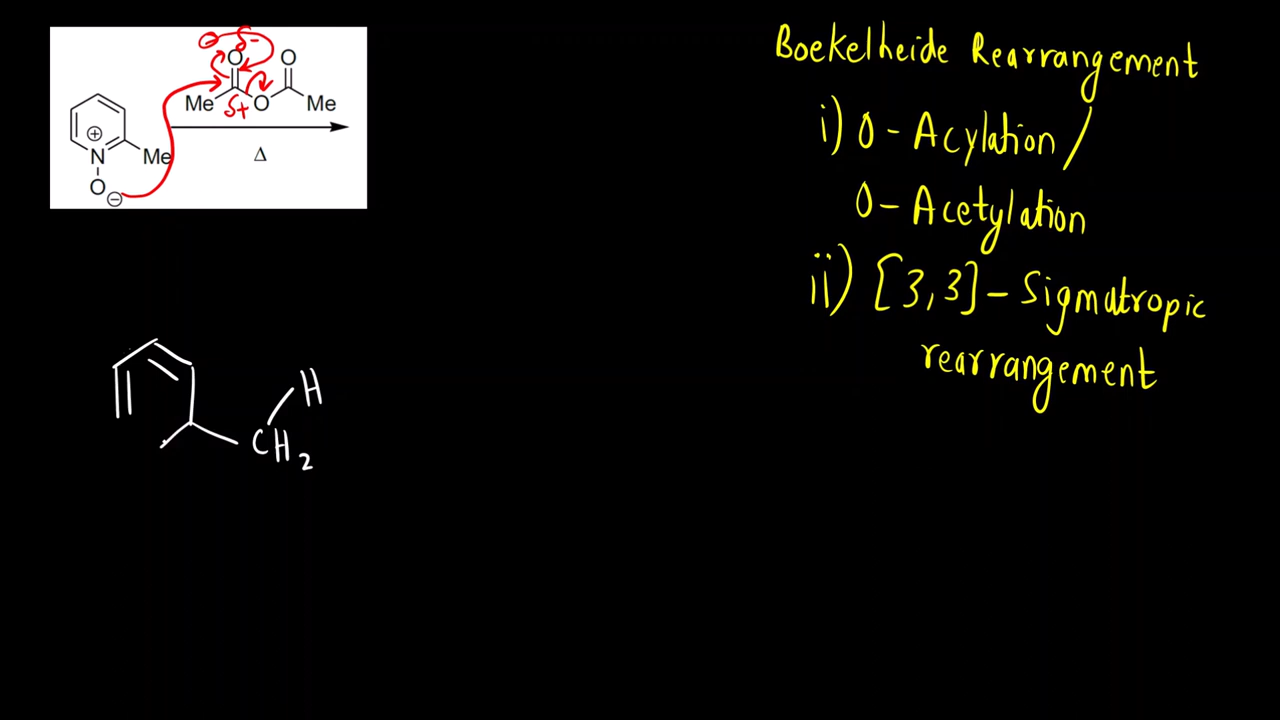 Boekelheide Rearrangement
i) O - Acylation /
O - Acetylation
ii) [3,3] - Sigmatropic
rearrangement
⊖ δ-
O O
Me δ+ O Me
⊕
N Me
O ⊖
Δ
H
CH2